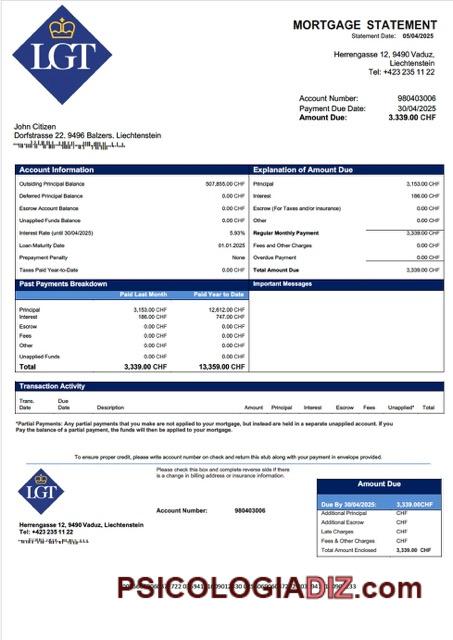 LGT
MORTGAGE STATEMENT
Statement Date: 05/04/2025
Herrengasse 12, 9490 Vaduz,
Liechtenstein
Tel: +423 235 11 22
Account Number: 980403006
Payment Due Date: 30/04/2025
Amount Due: 3.339.00 CHF
John Citizen
Dorfstrasse 22, 9496 Balzers, Liechtenstein
Account Information
Outstanding Principal Balance 507,855.00 CHF
Deferred Principal Balance 0.00 CHF
Escrow Account Balance 0.00 CHF
Unapplied Funds Balance 0.00 CHF
Interest Rate (until 30/04/2025) 5.93%
Loan Maturity Date 01.01.2025
Prepayment Penalty None
Taxes Paid Year-to-Date 0.00 CHF
Explanation of Amount Due
Principal 3,153.00 CHF
Interest 186.00 CHF
Escrow (For Taxes and/or Insurance) 0.00 CHF
Other 0.00 CHF
Regular Monthly Payment 3,339.00 CHF
Fees and Other Charges 0.00 CHF
Overdue Payment 0.00 CHF
Total Amount Due 3,339.00 CHF
Past Payments Breakdown
Paid Last Month Paid Year to Date
Principal 3,153.00 CHF 12,612.00 CHF
Interest 186.00 CHF 747.00 CHF
Escrow 0.00 CHF 0.00 CHF
Fees 0.00 CHF 0.00 CHF
Other 0.00 CHF 0.00 CHF
Unapplied Funds 0.00 CHF 0.00 CHF
Total 3,339.00 CHF 13,359.00 CHF
Important Messages
Transaction Activity
Trans. Date Due Date Description Amount Principal Interest Escrow Fees Unapplied* Total
*Partial Payments: Any partial payments that you make are not applied to your mortgage, but instead are held in a separate unapplied account. If you
Pay the balance of a partial payment, the funds will then be applied to your mortgage.
To ensure proper credit, please write account number on check and return this stub along with your payment in envelope provided.
Please check this box and complete reverse side if there
is a change in billing address or insurance information.
LGT
Account Number: 980403006
Herrengasse 12, 9490 Vaduz, Liechtenstein
Tel: +423 235 11 22
Amount Due
Due By 30/04/2025: 3,339.00CHF
Additional Principal CHF
Additional Escrow CHF
Late Charges CHF
Fees & Other Charges CHF
Total Amount Enclosed 3,339.00 CHF
PSICOLOGIADIZ.com